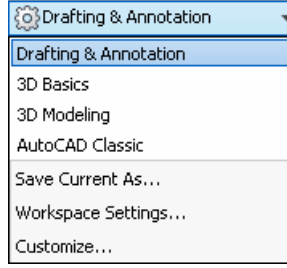 Drafting & Annotation
Drafting & Annotation
3D Basics
3D Modeling
AutoCAD Classic
Save Current As...
Workspace Settings...
Customize...